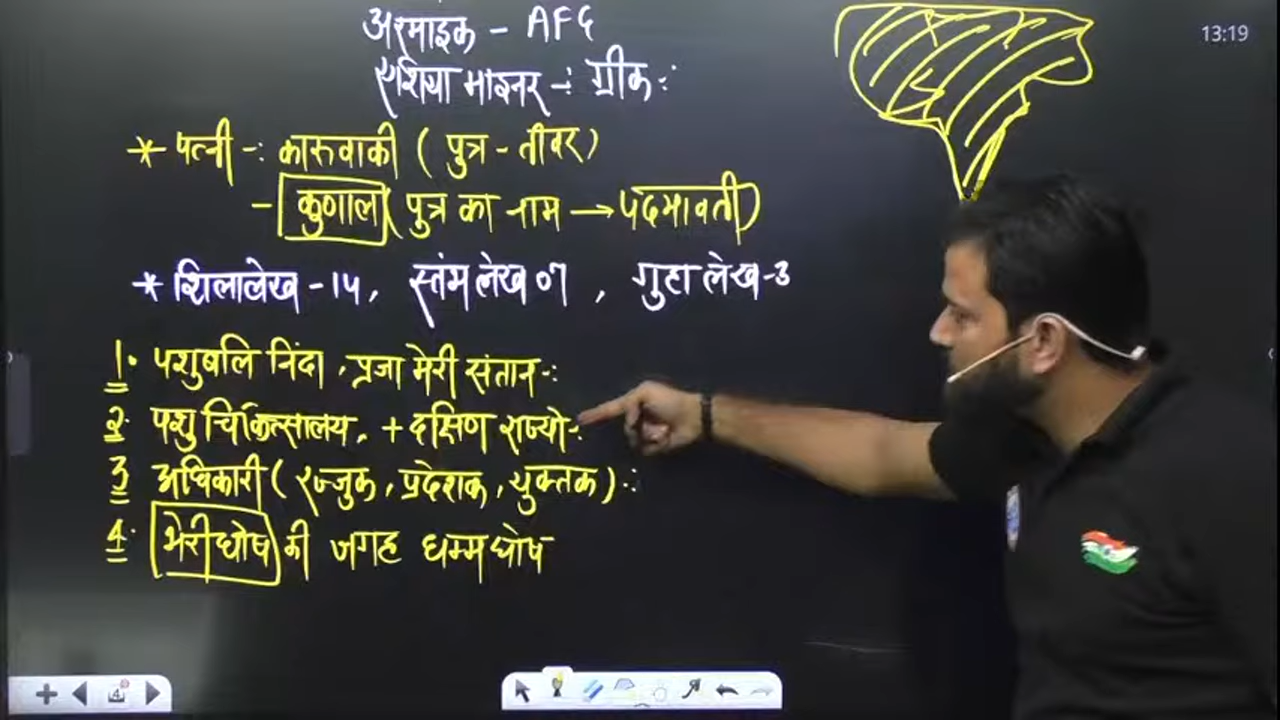 अरमाइक - AFG
13:19
एशिया माइनर -: ग्रीक :
* पत्नी -: कारुवाकी ( पुत्र - तीवर )
- कुणाल ( पुत्र का नाम → पदमावती )
* शिलालेख - 14 , स्तंम लेख 07 , गुहा लेख - 3
1. पशुबलि निंदा , प्रजा मेरी संतान -:
2. पशु चिकित्सालय , + दक्षिण राज्यो -:
3 अधिकारी ( रज्जुक , प्रदेशक , युक्तक ) -:
4. भेरीघोष की जगह धम्म घोष
4